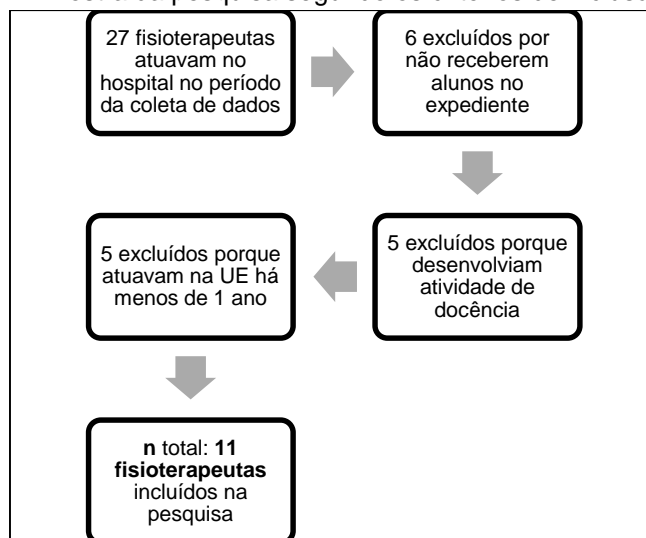 27 fisioterapeutas
atuavam no
hospital no período
da coleta de dados
6 excluídos por
não receberem
alunos no
expediente
5 excluídos porque
desenvolviam
atividade de
docência
5 excluídos porque
atuavam na UE há
menos de 1 ano
n total: 11
fisioterapeutas
incluídos na
pesquisa